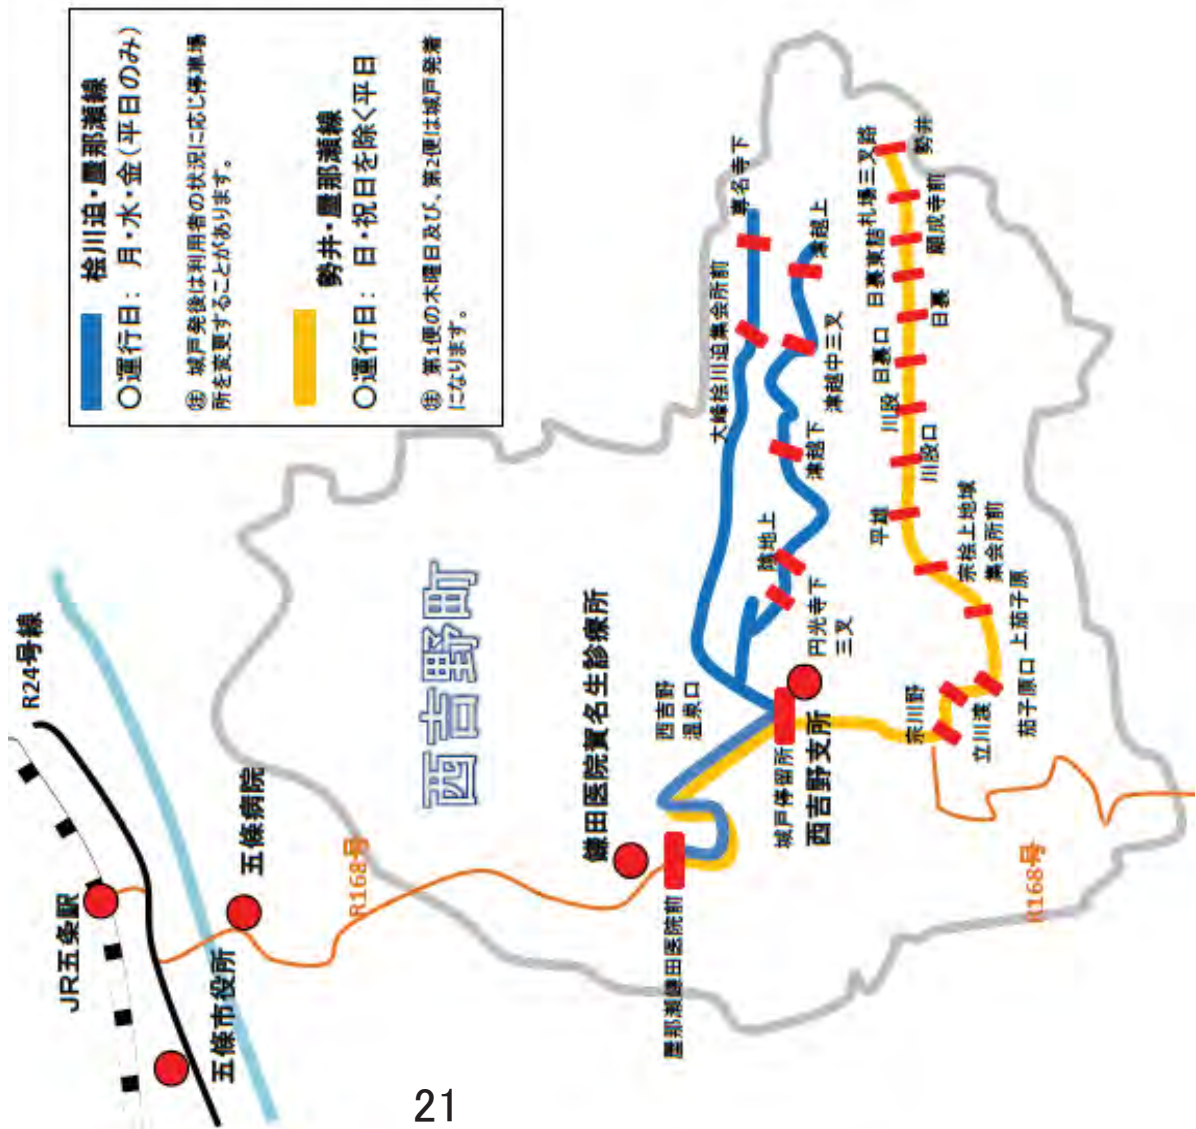 桧川迫・屋那瀬線
○運行日： 月・水・金（平日のみ）
㊟ 城戸発後は利用者の状況に応じ停車場
所を変更することがあります。
勢井・屋那瀬線
○運行日： 日・祝日を除く平日
㊟ 第1便の木曜日及び、第2便は城戸発着
になります。
R24号線
JR五条駅
五條市役所
五條病院
R168号
西吉野町
鎌田医院賀名生診療所
屋那瀬鎌田医院前
西吉野
温泉口
城戸停留所
西吉野支所
円光寺下
三叉
陰地上
津越下
津越中三叉
津越上
大峰桧川迫集会所前
専名寺下
宗川野
立川渡
茄子原口
上茄子原
宗桧上地域
集会所前
平雄
川股口
川股
日裏口
日裏
日裏東詰
願成寺前
札場三叉路
勢井
R168号
21